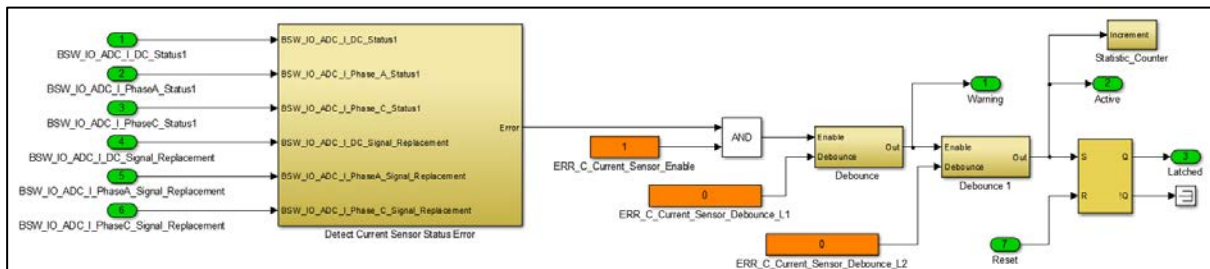 1
BSW_IO_ADC_I_DC_Status1
2
BSW_IO_ADC_I_PhaseA_Status1
3
BSW_IO_ADC_I_PhaseC_Status1
4
BSW_IO_ADC_I_DC_Signal_Replacement
5
BSW_IO_ADC_I_PhaseA_Signal_Replacement
6
BSW_IO_ADC_I_PhaseC_Signal_Replacement
BSW_IO_ADC_I_DC_Status1
BSW_IO_ADC_I_Phase_A_Status1
BSW_IO_ADC_I_Phase_C_Status1
BSW_IO_ADC_I_DC_Signal_Replacement
BSW_IO_ADC_I_PhaseA_Signal_Replacement
BSW_IO_ADC_I_Phase_C_Signal_Replacement
Error
Detect Current Sensor Status Error
1
ERR_C_Current_Sensor_Enable
AND
0
ERR_C_Current_Sensor_Debounce_L1
Enable
Debounce
Out
Debounce
1
Warning
0
ERR_C_Current_Sensor_Debounce_L2
Enable
Debounce
Out
Debounce 1
Increment
Statistic_Counter
2
Active
S
R
Q
!Q
3
Latched
7
Reset